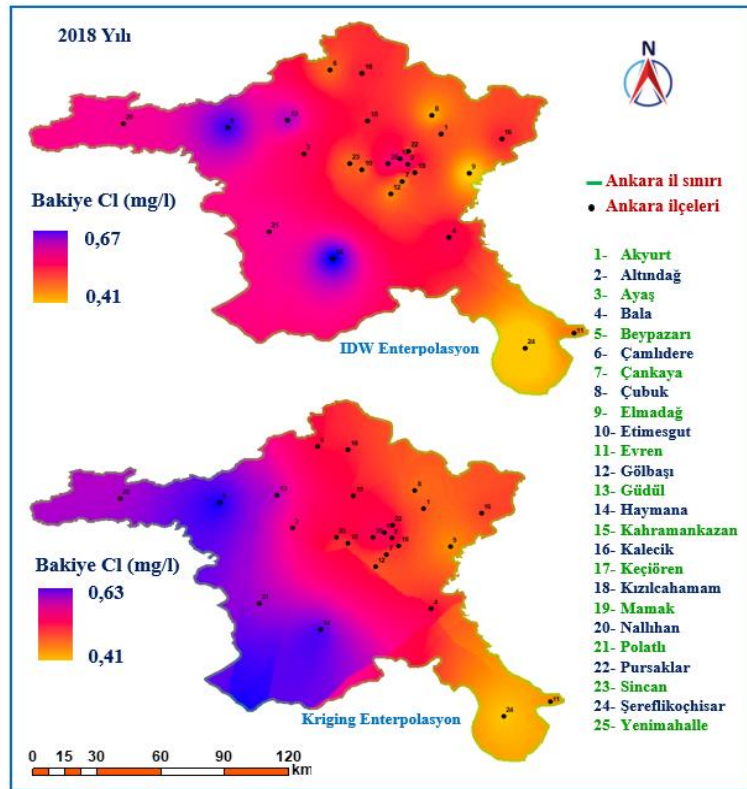 2018 Yılı
N
Bakiye Cl (mg/l)
0,67
0,41
IDW Enterpolasyon
Ankara il sınırı
Ankara ilçeleri
1- Akyurt
2- Altındağ
3- Ayaş
4- Bala
5- Beypazarı
6- Çamlıdere
7- Çankaya
8- Çubuk
9- Elmadağ
10- Etimesgut
11- Evren
12- Gölbaşı
13- Güdül
14- Haymana
15- Kahramankazan
16- Kalecik
17- Keçiören
18- Kızılcahamam
19- Mamak
20- Nallıhan
21- Polatlı
22- Pursaklar
23- Sincan
24- Şereflikoçhisar
25- Yenimahalle
Bakiye Cl (mg/l)
0,63
0,41
Kriging Enterpolasyon
0 15 30 60 90 120
km